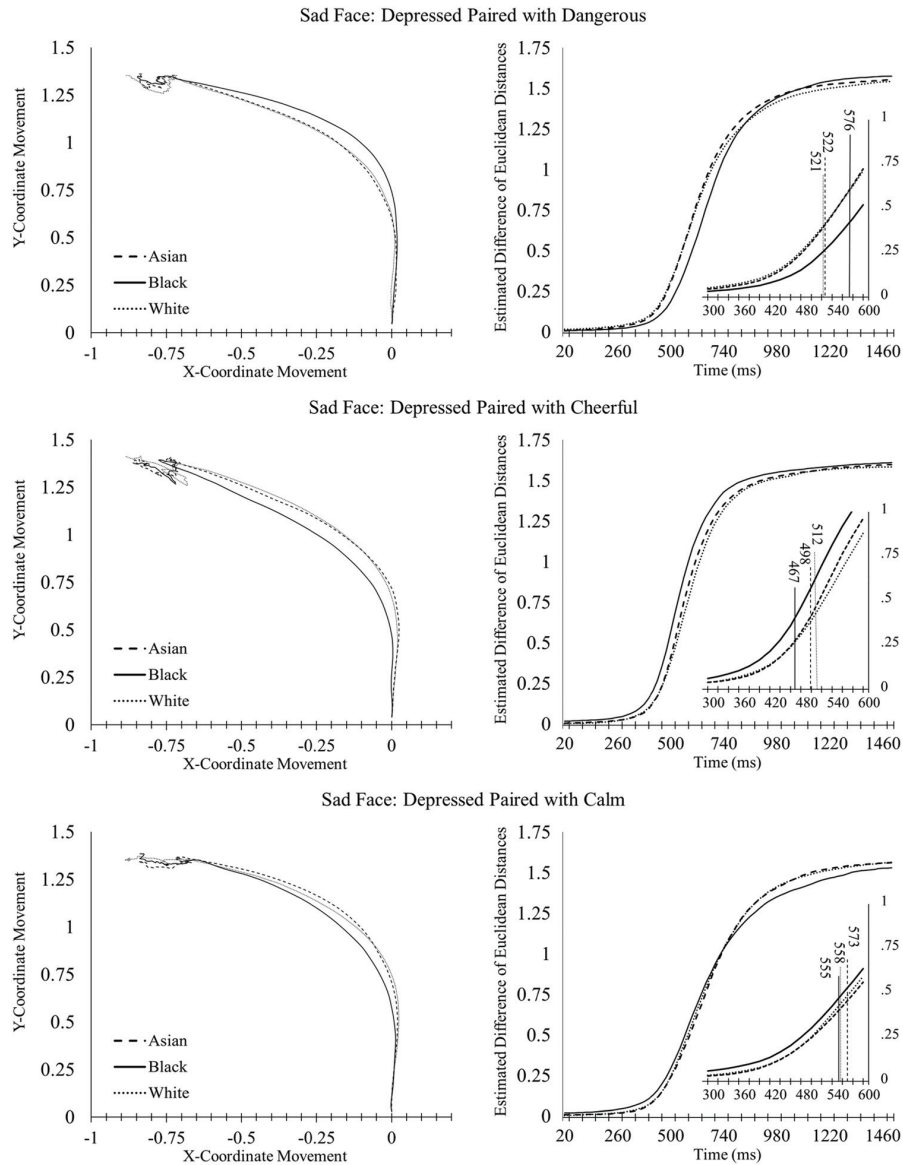 Sad Face: Depressed Paired with Dangerous
Y-Coordinate Movement
1.5
1.25
1
0.75
0.5
0.25
0
Asian
Black
White
-1 -0.75 -0.5 -0.25 0
X-Coordinate Movement
Estimated Difference of Euclidean Distances
1.75
1.5
1.25
1
0.75
0.5
0.25
0
20 260 500 740 980 1220 1460
Time (ms)
521
522
576
1
.75
.5
.25
0
300 360 420 480 540 600
Sad Face: Depressed Paired with Cheerful
Y-Coordinate Movement
1.5
1.25
1
0.75
0.5
0.25
0
Asian
Black
White
-1 -0.75 -0.5 -0.25 0
X-Coordinate Movement
Estimated Difference of Euclidean Distances
1.75
1.5
1.25
1
0.75
0.5
0.25
0
20 260 500 740 980 1220 1460
Time (ms)
467
498
512
1
.75
.5
.25
0
300 360 420 480 540 600
Sad Face: Depressed Paired with Calm
Y-Coordinate Movement
1.5
1.25
1
0.75
0.5
0.25
0
Asian
Black
White
-1 -0.75 -0.5 -0.25 0
X-Coordinate Movement
Estimated Difference of Euclidean Distances
1.75
1.5
1.25
1
0.75
0.5
0.25
0
20 260 500 740 980 1220 1460
Time (ms)
555
558
573
1
.75
.5
.25
0
300 360 420 480 540 600